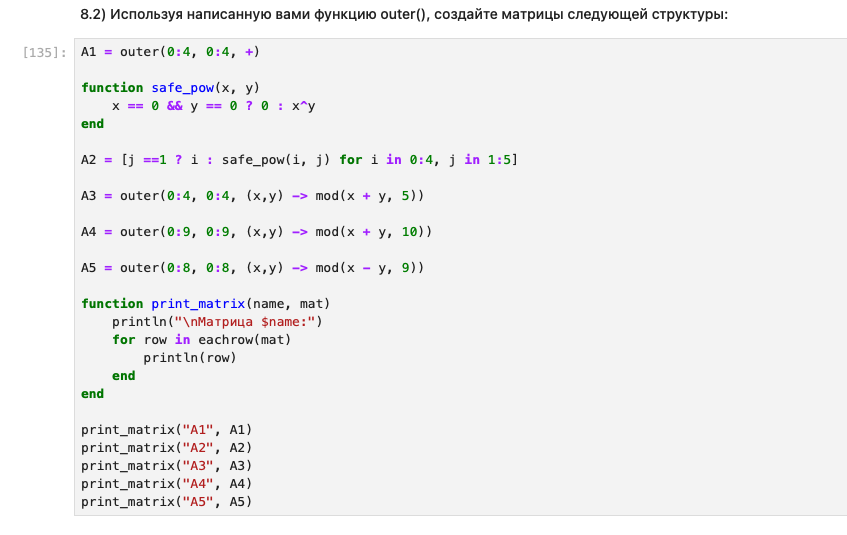 8.2) Используя написанную вами функцию outer(), создайте матрицы следующей структуры:
[135]: A1 = outer(0:4, 0:4, +)
function safe_pow(x, y)
    x == 0 && y == 0 ? 0 : x^y
end
A2 = [j ==1 ? i : safe_pow(i, j) for i in 0:4, j in 1:5]
A3 = outer(0:4, 0:4, (x,y) -> mod(x + y, 5))
A4 = outer(0:9, 0:9, (x,y) -> mod(x + y, 10))
A5 = outer(0:8, 0:8, (x,y) -> mod(x - y, 9))
function print_matrix(name, mat)
    println("\nМатрица $name:")
    for row in eachrow(mat)
        println(row)
    end
end
print_matrix("A1", A1)
print_matrix("A2", A2)
print_matrix("A3", A3)
print_matrix("A4", A4)
print_matrix("A5", A5)